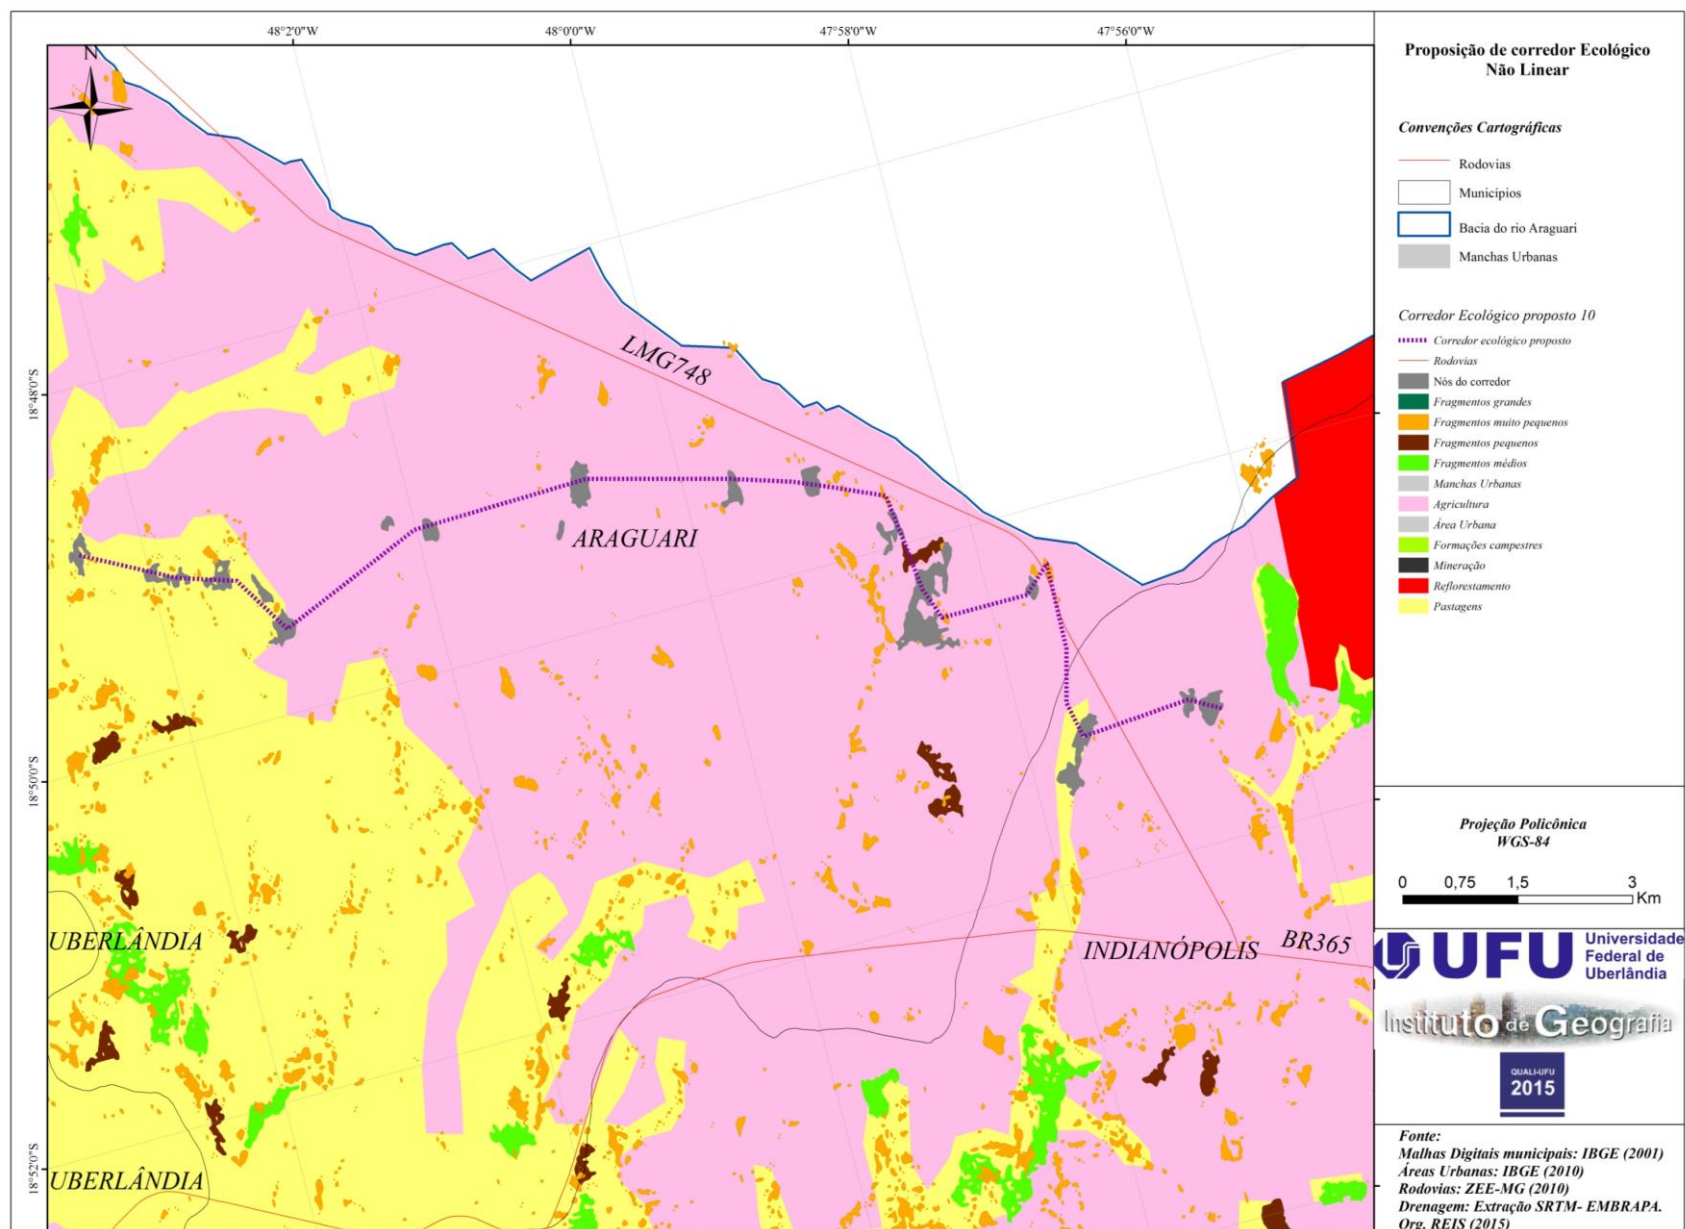 48°2'0"W
48°0'0"W
47°58'0"W
47°56'0"W
N
18°48'0"S
18°50'0"S
18°52'0"S
LMG748
ARAGUARI
UBERLÂNDIA
INDIANÓPOLIS
BR365
UBERLÂNDIA
Proposição de corredor Ecológico
Não Linear
Convenções Cartográficas
Rodovias
Municípios
Bacia do rio Araguari
Manchas Urbanas
Corredor Ecológico proposto 10
Corredor ecológico proposto
Rodovias
Nós do corredor
Fragmentos grandes
Fragmentos muito pequenos
Fragmentos pequenos
Fragmentos médios
Manchas Urbanas
Agricultura
Área Urbana
Formações campestres
Mineração
Reflorestamento
Pastagens
Projeção Policônica
WGS-84
0 0,75 1,5 3
Km
UFU
Universidade
Federal de
Uberlândia
Instituto de Geografia
QUALI-UFU
2015
Fonte:
Malhas Digitais municipais: IBGE (2001)
Áreas Urbanas: IBGE (2010)
Rodovias: ZEE-MG (2010)
Drenagem: Extração SRTM- EMBRAPA.
Org. REIS (2015)